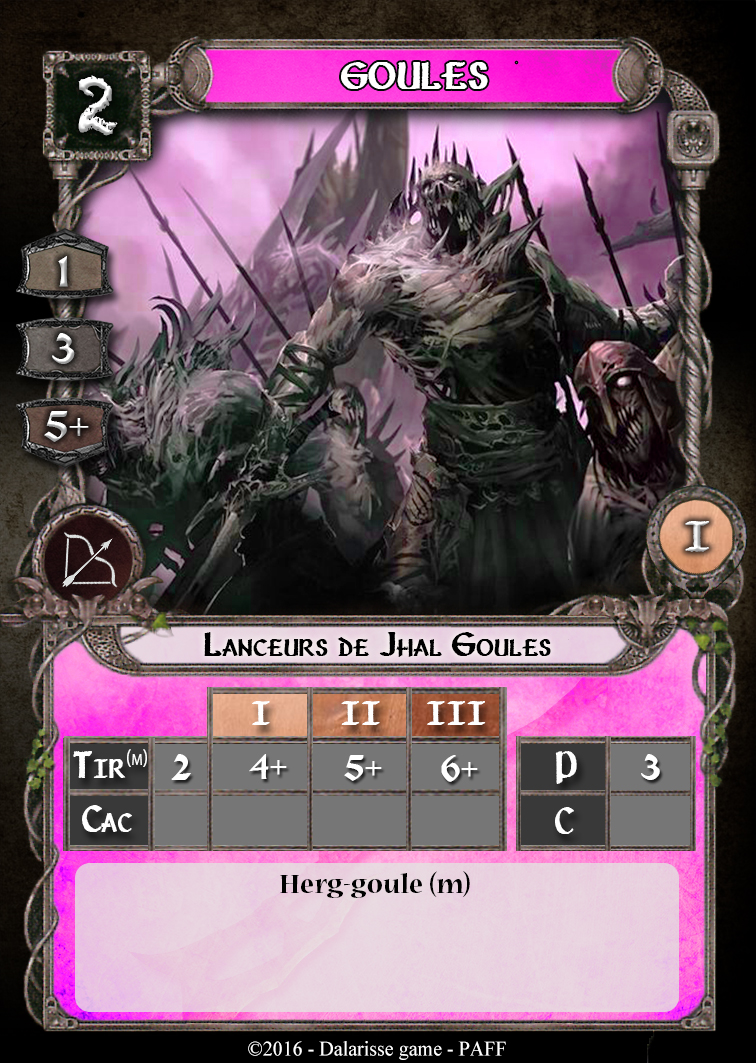 GOULES
2
1
3
5+
I
Lanceurs de Jhal Goules
I II III
Tir(M) 2 4+ 5+ 6+ P 3
Cac C
Herg-goule (m)
©2016 - Dalarisse game - PAFF